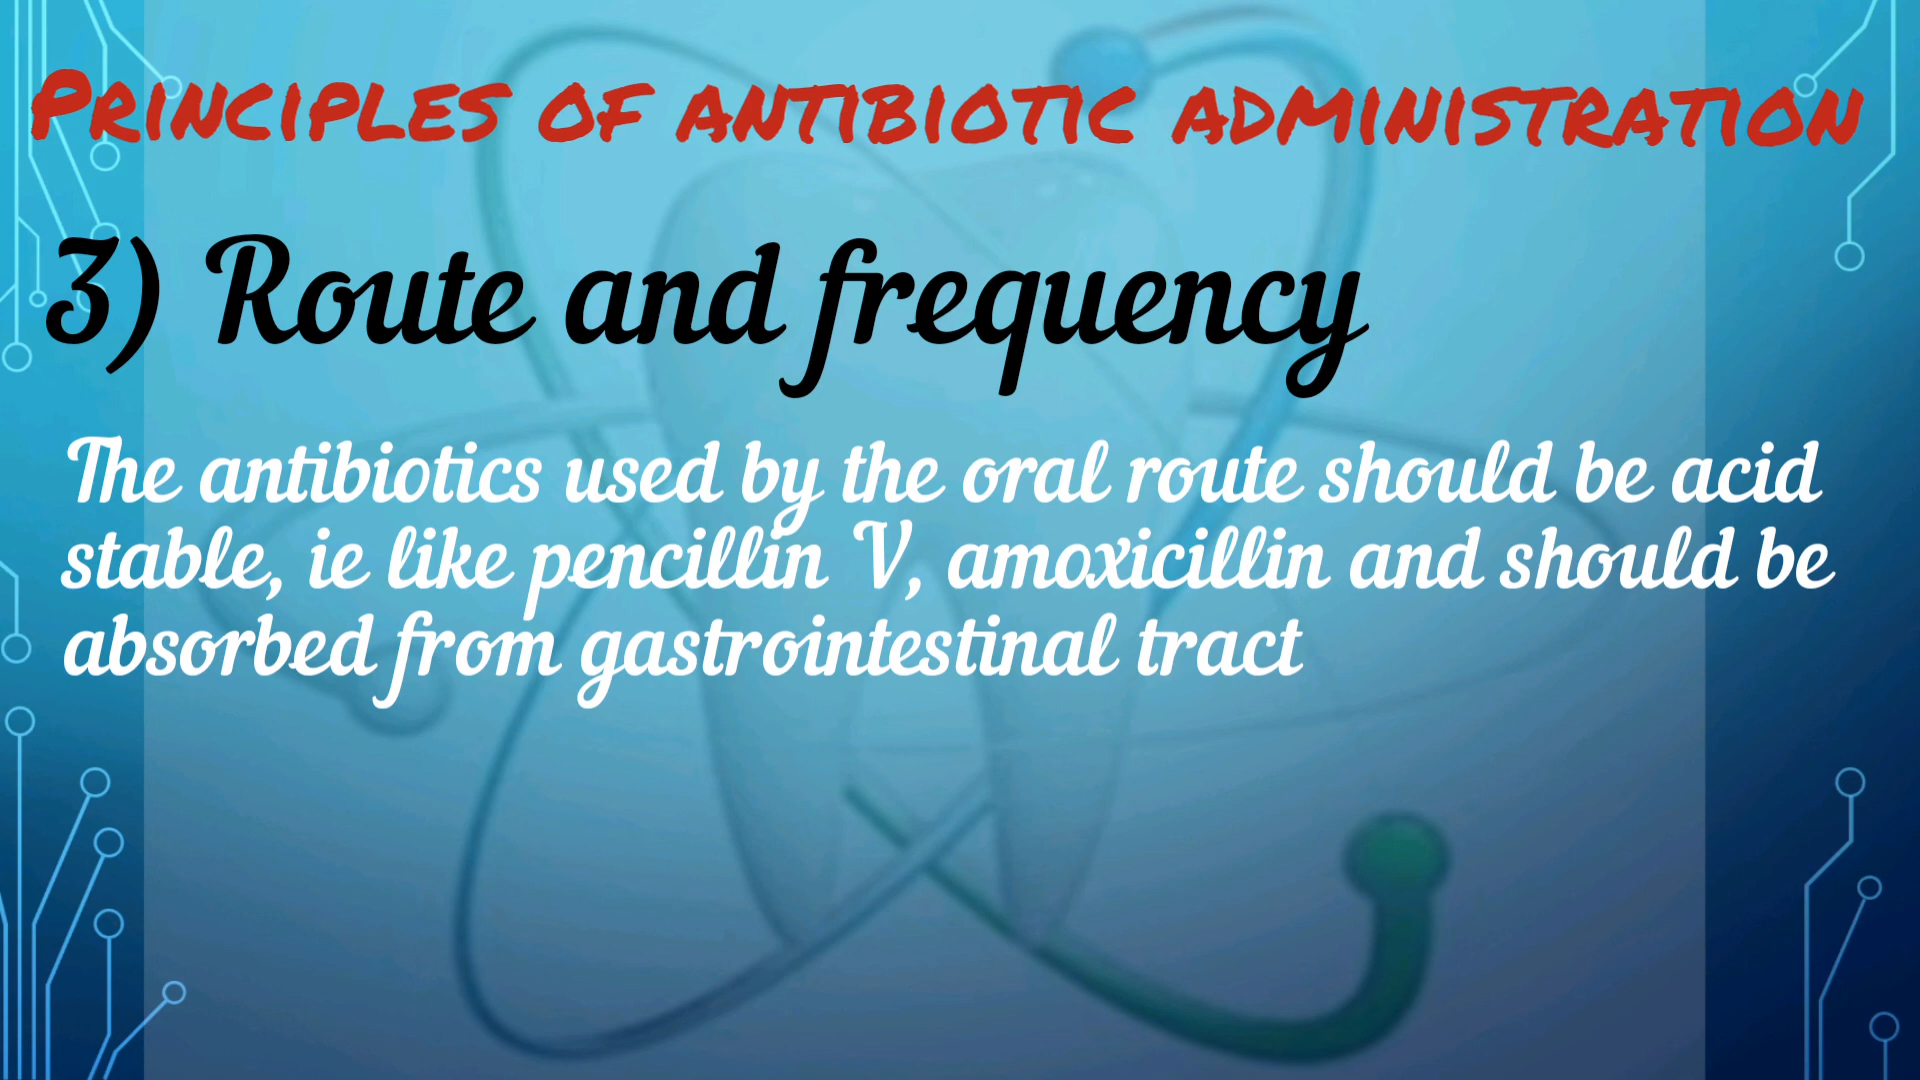 Principles of antibiotic administration
3) Route and frequency
The antibiotics used by the oral route should be acid
stable, ie like pencillin V, amoxicillin and should be
absorbed from gastrointestinal tract